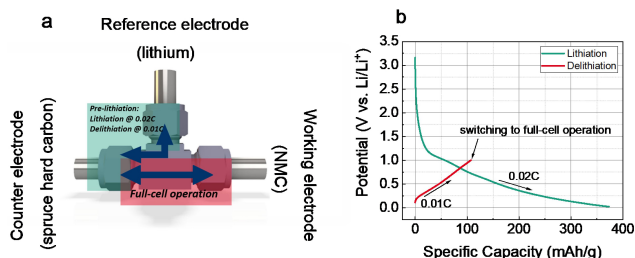 a
Reference electrode
(lithium)
Pre-lithiation:
Lithiation @ 0.02C
Delithiation @ 0.01C
Counter electrode
(spruce hard carbon)
Working electrode
(NMC)
Full-cell operation
b
Potential (V vs. Li/Li⁺)
3.5
3.0
2.5
2.0
1.5
1.0
0.5
0.0
Lithiation
Delithiation
switching to full-cell operation
0.02C
0.01C
0
100
200
300
400
Specific Capacity (mAh/g)